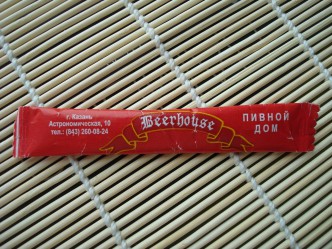 г. Казань
Астрономическая, 10
тел.: (843) 260-08-24
Beerhouse
ПИВНОЙ
ДОМ